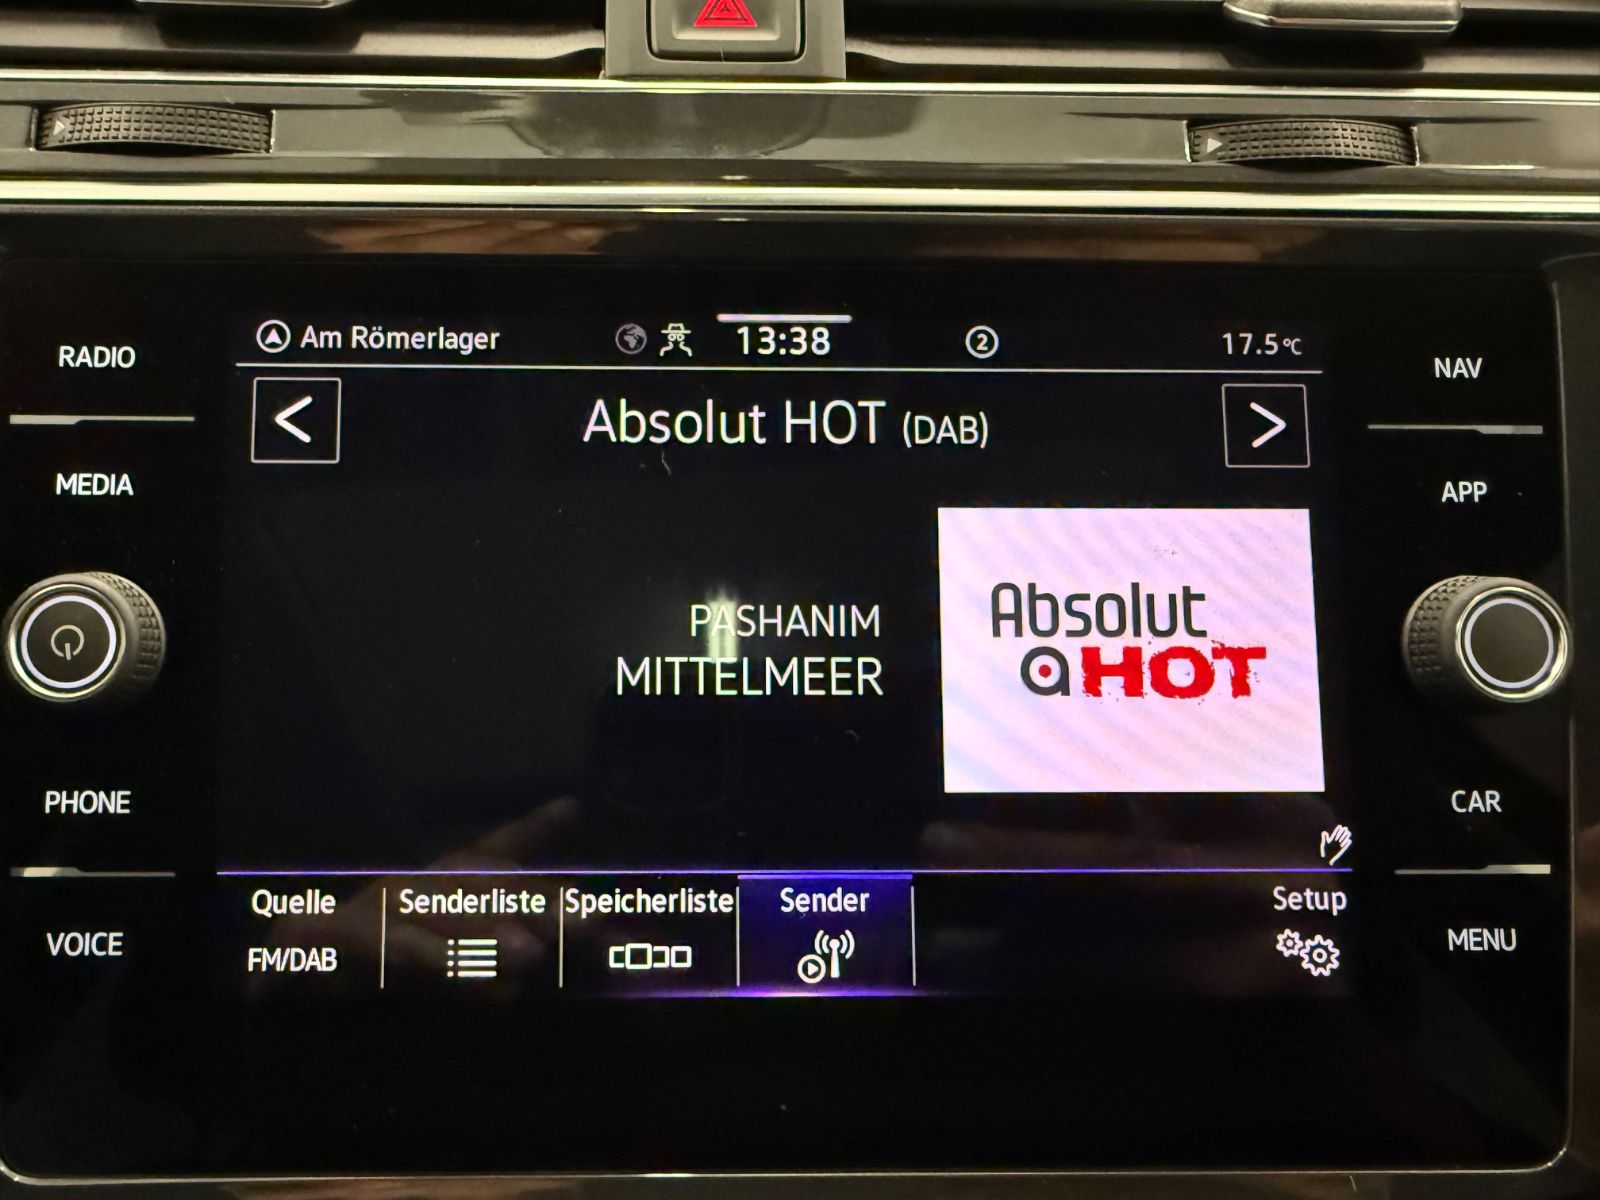 RADIO
MEDIA
PHONE
VOICE
Am Römerlager
13:38
2
17.5°C
Absolut HOT (DAB)
PASHANIM
MITTELMEER
Absolut
a HOT
Quelle
FM/DAB
Senderliste
Speicherliste
Sender
Setup
NAV
APP
CAR
MENU